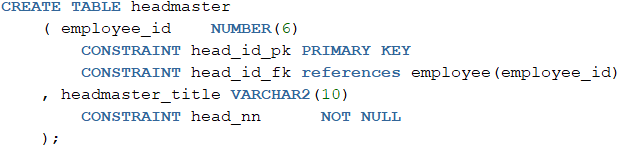 CREATE TABLE headmaster
( employee_id NUMBER(6)
CONSTRAINT head_id_pk PRIMARY KEY
CONSTRAINT head_id_fk references employee(employee_id)
, headmaster_title VARCHAR2(10)
CONSTRAINT head_nn NOT NULL
);